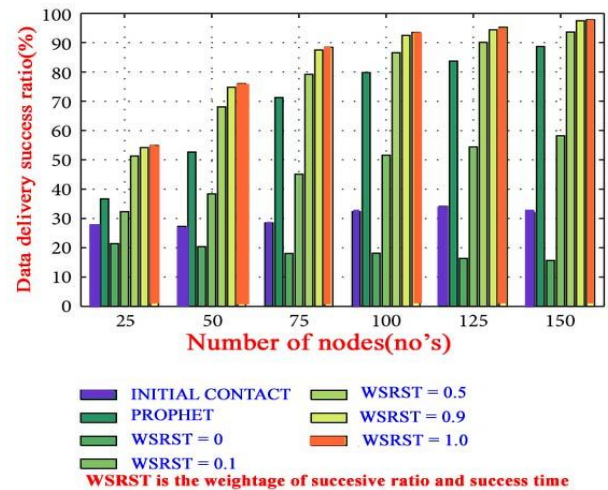 Data delivery success ratio(%)
100
90
80
70
60
50
40
30
20
10
0
25 50 75 100 125 150
Number of nodes(no's)
INITIAL CONTACT
PROPHET
WSRST = 0
WSRST = 0.1
WSRST = 0.5
WSRST = 0.9
WSRST = 1.0
WSRST is the weightage of succesive ratio and success time